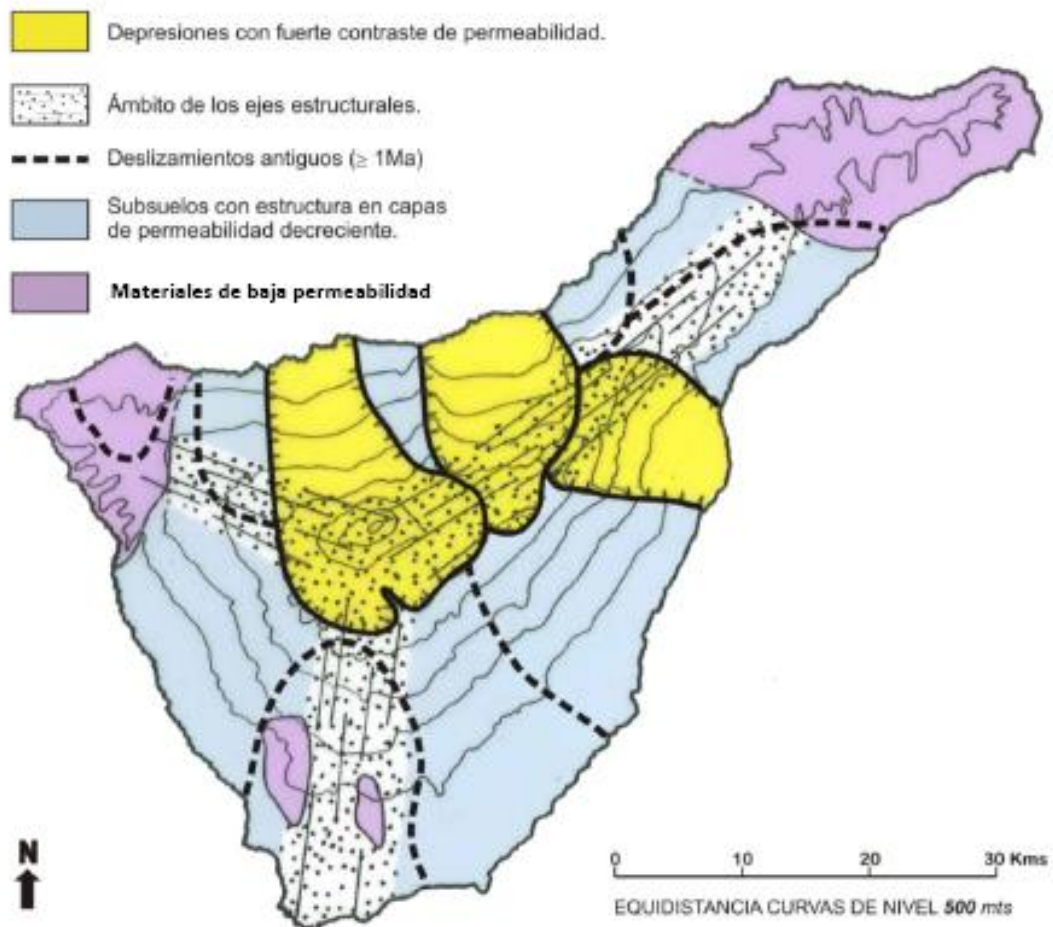 Depresiones con fuerte contraste de permeabilidad.
Ámbito de los ejes estructurales.
Deslizamientos antiguos (≥ 1Ma)
Subsuelos con estructura en capas
de permeabilidad decreciente.
Materiales de baja permeabilidad
N
0 10 20 30 Kms
EQUIDISTANCIA CURVAS DE NIVEL 500 mts